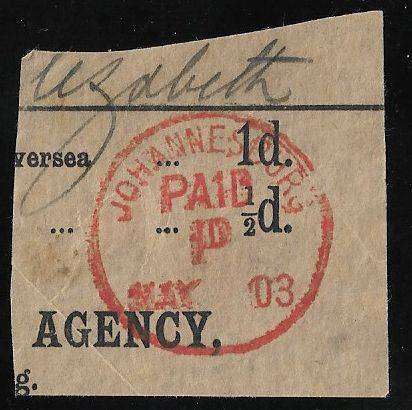 lizabeth
versea ... 1d.
... ... ½d.
JOHANNESBURG
PAID
1D
MAY 03
AGENCY,
g.